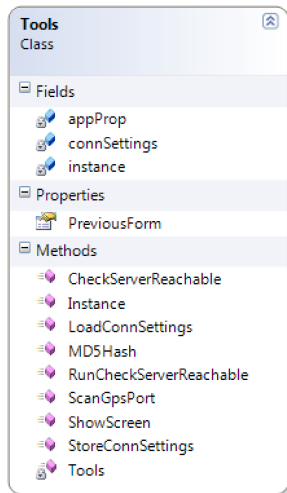 Tools
Class
Fields
appProp
connSettings
instance
Properties
PreviousForm
Methods
CheckServerReachable
Instance
LoadConnSettings
MD5Hash
RunCheckServerReachable
ScanGpsPort
ShowScreen
StoreConnSettings
Tools